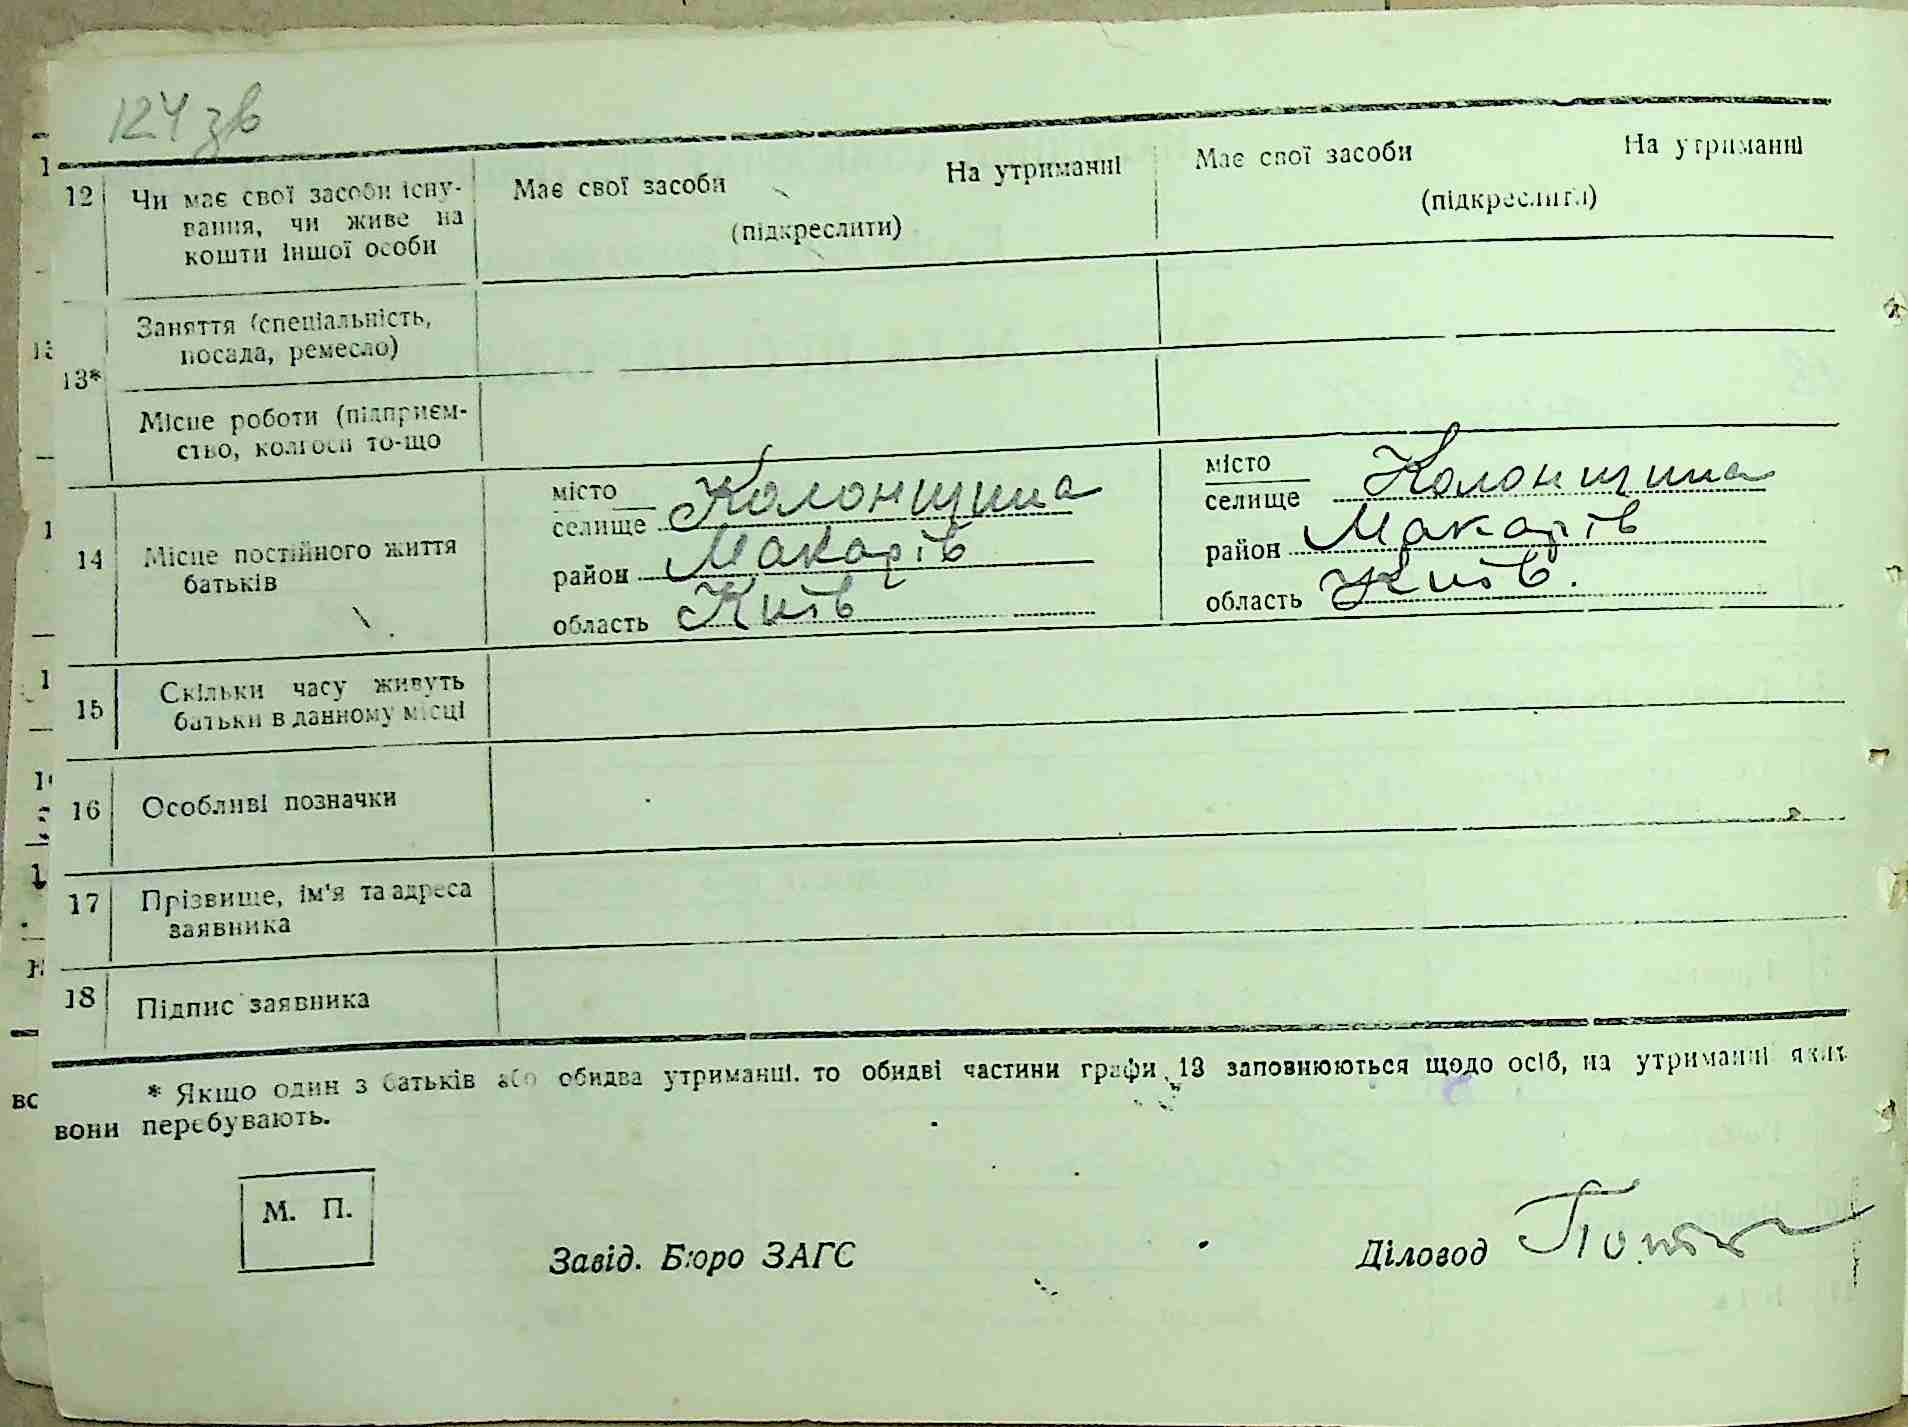 124 зв
12 Чи має свої засоби існу-
вання, чи живе на
кошти іншої особи
Має свої засоби На утриманні
(підкреслити)
Має свої засоби На утриманні
(підкреслити)
13* Заняття (спеціальність,
посада, ремесло)
Місце роботи (підприєм-
ство, колгосп то-що
14 Місце постійного життя
батьків
місто
селище Колонщина
район Макарів
область Київ
місто
селище Колонщина
район Макарів
область Київ.
15 Скільки часу живуть
батьки в данному місці
16 Особливі позначки
17 Прізвище, ім'я та адреса
заявника
18 Підпис заявника
* Якщо один з батьків або обидва утриманці. то обидві частини графи 13 заповнюються щодо осіб, на утриманні яких
вони перебувають.
М. П.
Завід. Бюро ЗАГС
Діловод